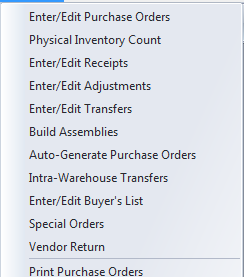 Enter/Edit Purchase Orders
Physical Inventory Count
Enter/Edit Receipts
Enter/Edit Adjustments
Enter/Edit Transfers
Build Assemblies
Auto-Generate Purchase Orders
Intra-Warehouse Transfers
Enter/Edit Buyer's List
Special Orders
Vendor Return
Print Purchase Orders